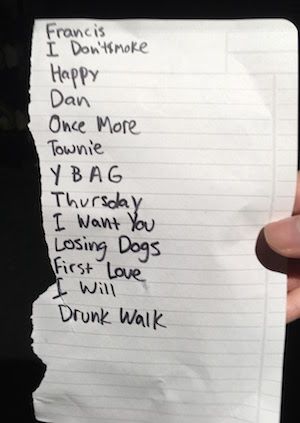 Francis
I Don'tsmoke
Happy
Dan
Once More
Townie
Y B A G
Thursday
I Want You
Losing Dogs
First Love
I Will
Drunk Walk